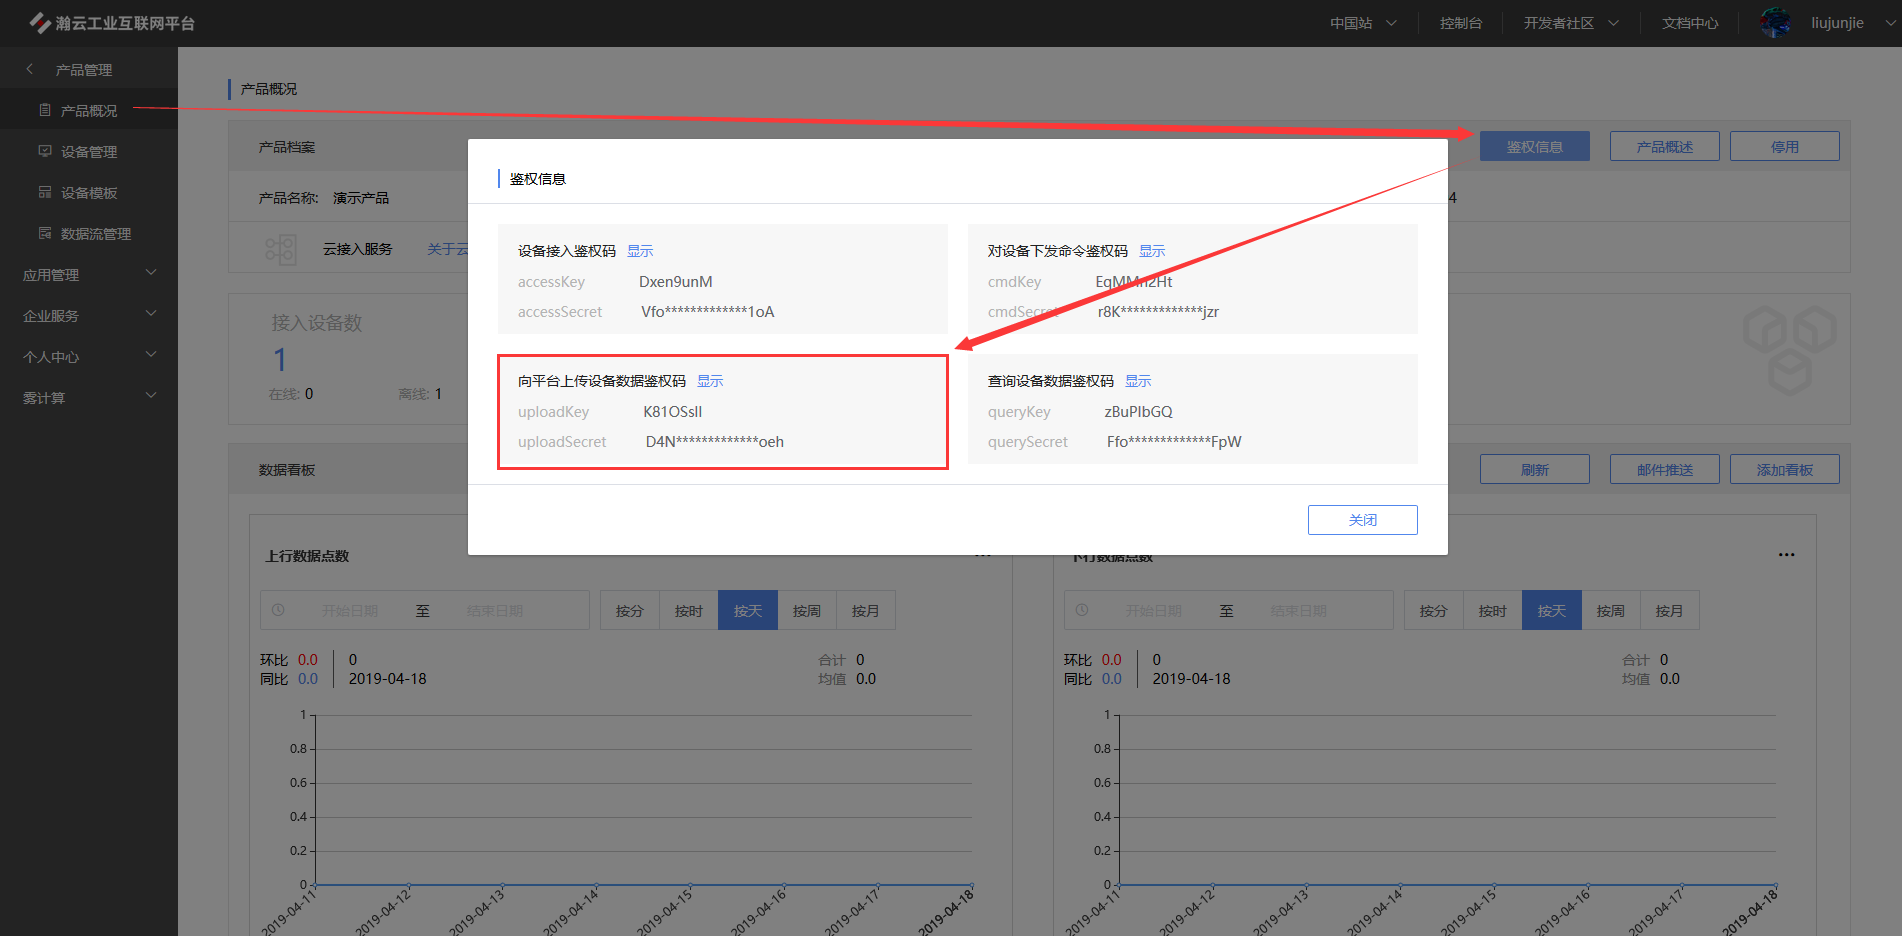 瀚云工业互联网平台
中国站
控制台
开发者社区
文档中心
liujunjie
产品管理
产品概况
设备管理
设备模板
数据流管理
应用管理
企业服务
个人中心
雾计算
产品概况
产品档案
鉴权信息
产品概述
停用
产品名称: 演示产品
4
云接入服务 关于云
接入设备数
1
在线: 0
离线: 1
鉴权信息
设备接入鉴权码 显示
accessKey Dxen9unM
accessSecret Vfo*************1oA
对设备下发命令鉴权码 显示
cmdKey
cmdSecret r8K*************jzr
向平台上传设备数据鉴权码 显示
uploadKey K81OSsII
uploadSecret D4N*************oeh
查询设备数据鉴权码 显示
queryKey zBuPIbGQ
querySecret Ffo*************FpW
关闭
数据看板
刷新
邮件推送
添加看板
上行数据点数
...
开始日期 至 结束日期
按分 按时 按天 按周 按月
环比 0.0 0
同比 0.0 2019-04-18
合计 0
均值 0.0
1
0.8
0.6
0.4
0.2
0
2019-04-11 2019-04-12 2019-04-13 2019-04-14 2019-04-15 2019-04-16 2019-04-17 2019-04-18
下行数据点数
...
开始日期 至 结束日期
按分 按时 按天 按周 按月
环比 0.0 0
同比 0.0 2019-04-18
合计 0
均值 0.0
1
0.8
0.6
0.4
0.2
0
2019-04-11 2019-04-12 2019-04-13 2019-04-14 2019-04-15 2019-04-16 2019-04-17 2019-04-18